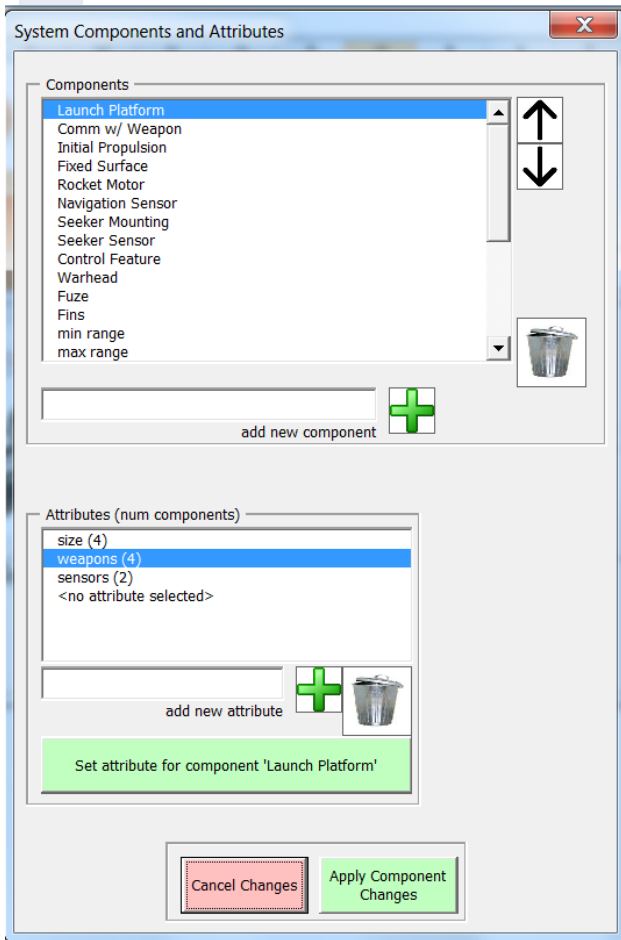 System Components and Attributes
Components
Launch Platform
Comm w/ Weapon
Initial Propulsion
Fixed Surface
Rocket Motor
Navigation Sensor
Seeker Mounting
Seeker Sensor
Control Feature
Warhead
Fuze
Fins
min range
max range
add new component
Attributes (num components)
size (4)
weapons (4)
sensors (2)
<no attribute selected>
add new attribute
Set attribute for component 'Launch Platform'
Cancel Changes
Apply Component
Changes